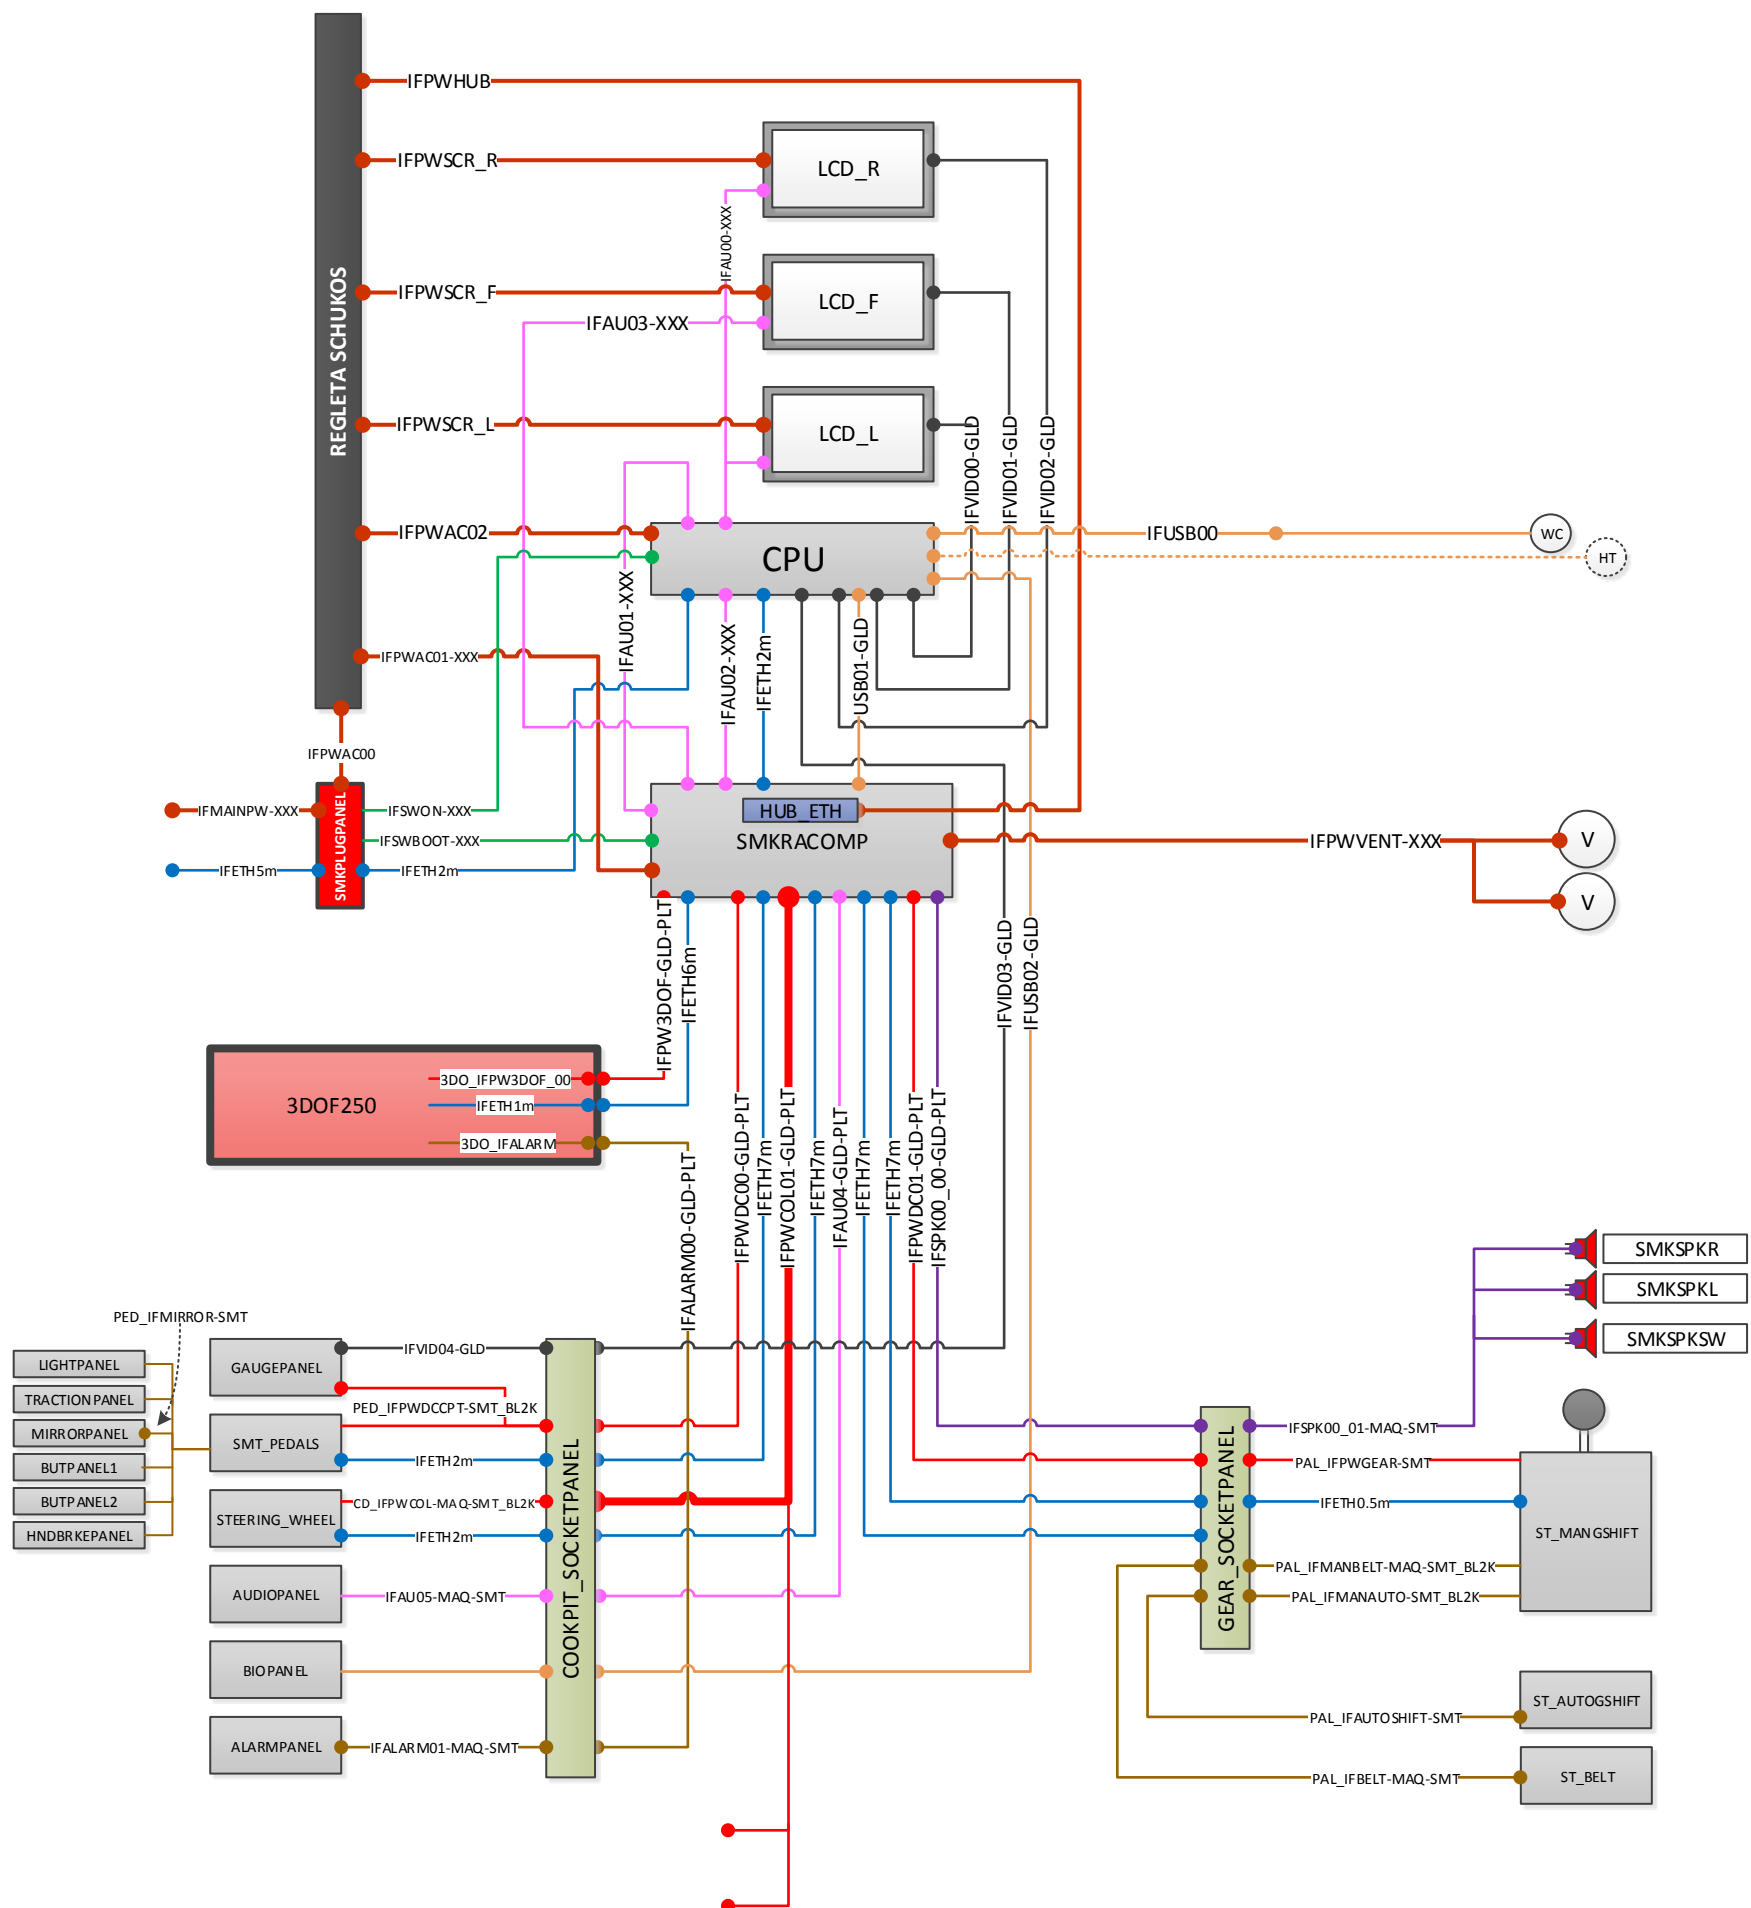 IFPWHUB
IFPWSCR_R
LCD_R
IFAU00-XXX
REGLETA SCHUKOS
IFPWSCR_F
LCD_F
IFAU03-XXX
IFPWSCR_L
LCD_L
IFVID00-GLD
IFVID01-GLD
IFVID02-GLD
IFPWAC02
CPU
IFUSB00
WC
HT
IFAU01-XXX
IFAU02-XXX
IFETH2m
USB01-GLD
IFPWAC01-XXX
IFPWAC00
SMKPLUGPANEL
IFMAINPW-XXX
IFSWON-XXX
HUB_ETH
IFSWBOOT-XXX
SMKRACOMP
IFPWVENT-XXX
V
IFETH5m
IFETH2m
V
IFPW3DOF-GLD-PLT
IFETH6m
IFVID03-GLD
IFUSB02-GLD
3DOF250
3DO_IFPW3DOF_00
IFETH1m
3DO_IFALARM
IFALARM00-GLD-PLT
IFPWDC00-GLD-PLT
IFETH7m
IFPWCOL01-GLD-PLT
IFETH7m
IFAU04-GLD-PLT
IFETH7m
IFETH7m
IFPWDC01-GLD-PLT
IFSPK00_00-GLD-PLT
SMKSPKR
SMKSPKL
SMKSPKSW
PED_IFMIRROR-SMT
LIGHTPANEL
TRACTIONPANEL
MIRRORPANEL
BUTPANEL1
BUTPANEL2
HNDBRKEPANEL
GAUGEPANEL
IFVID04-GLD
PED_IFPWDCCPT-SMT_BL2K
SMT_PEDALS
IFETH2m
STEERING_WHEEL
CD_IFPWCOL-MAQ-SMT_BL2K
IFETH2m
AUDIOPANEL
IFAU05-MAQ-SMT
BIOPANEL
ALARMPANEL
IFALARM01-MAQ-SMT
COOKPIT_SOCKETPANEL
GEAR_SOCKETPANEL
IFSPK00_01-MAQ-SMT
PAL_IFPWGEAR-SMT
IFETH0.5m
ST_MANGSHIFT
PAL_IFMANBELT-MAQ-SMT_BL2K
PAL_IFMANAUTO-SMT_BL2K
PAL_IFAUTOSHIFT-SMT
ST_AUTOGSHIFT
PAL_IFBELT-MAQ-SMT
ST_BELT